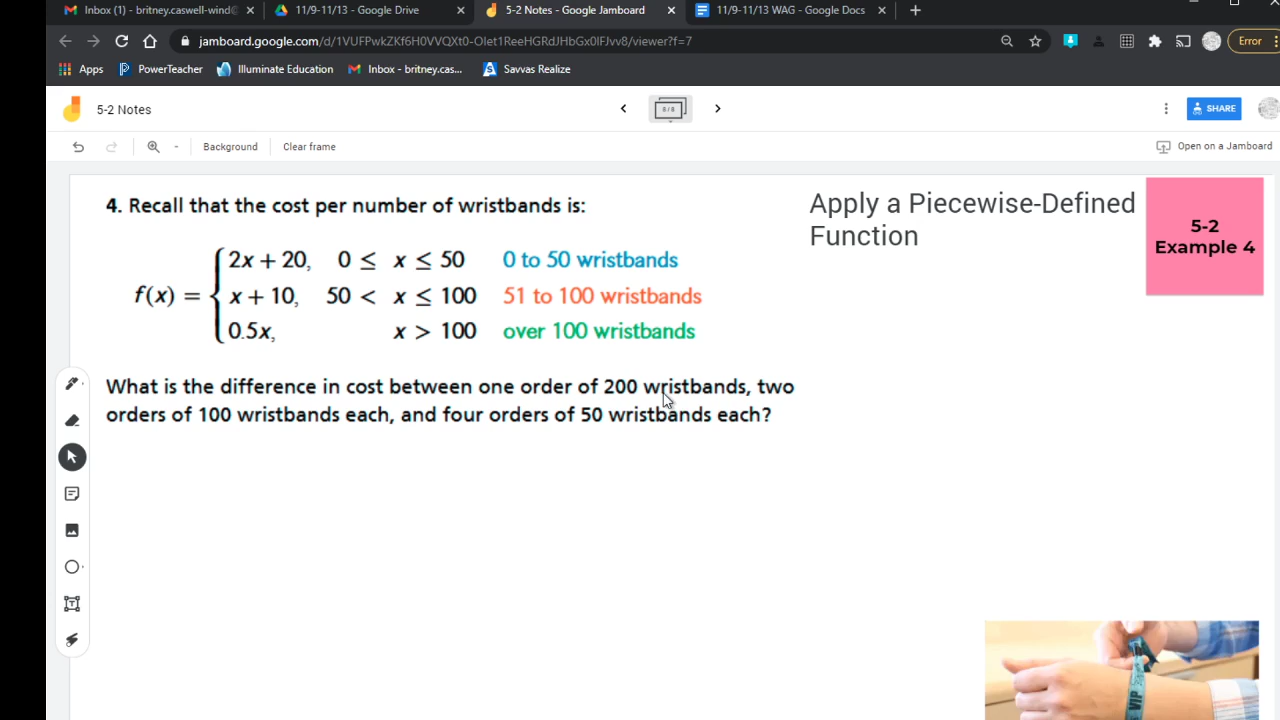 Inbox (1) - britney.caswell-wind@
11/9-11/13 - Google Drive
5-2 Notes - Google Jamboard
11/9-11/13 WAG - Google Docs
jamboard.google.com/d/1VUFPwkZKf6H0VVQXt0-OIet1ReeHGRdJHbGx0lFJvv8/viewer?f=7
Error
Apps
PowerTeacher
Illuminate Education
Inbox - britney.cas...
Savvas Realize
5-2 Notes
SHARE
Background
Clear frame
Open on a Jamboard
4. Recall that the cost per number of wristbands is:
f(x) = { 2x + 20, 0 ≤ x ≤ 50 0 to 50 wristbands
x + 10, 50 < x ≤ 100 51 to 100 wristbands
0.5x, x > 100 over 100 wristbands
What is the difference in cost between one order of 200 wristbands, two
orders of 100 wristbands each, and four orders of 50 wristbands each?
Apply a Piecewise-Defined
Function
5-2
Example 4
VIP